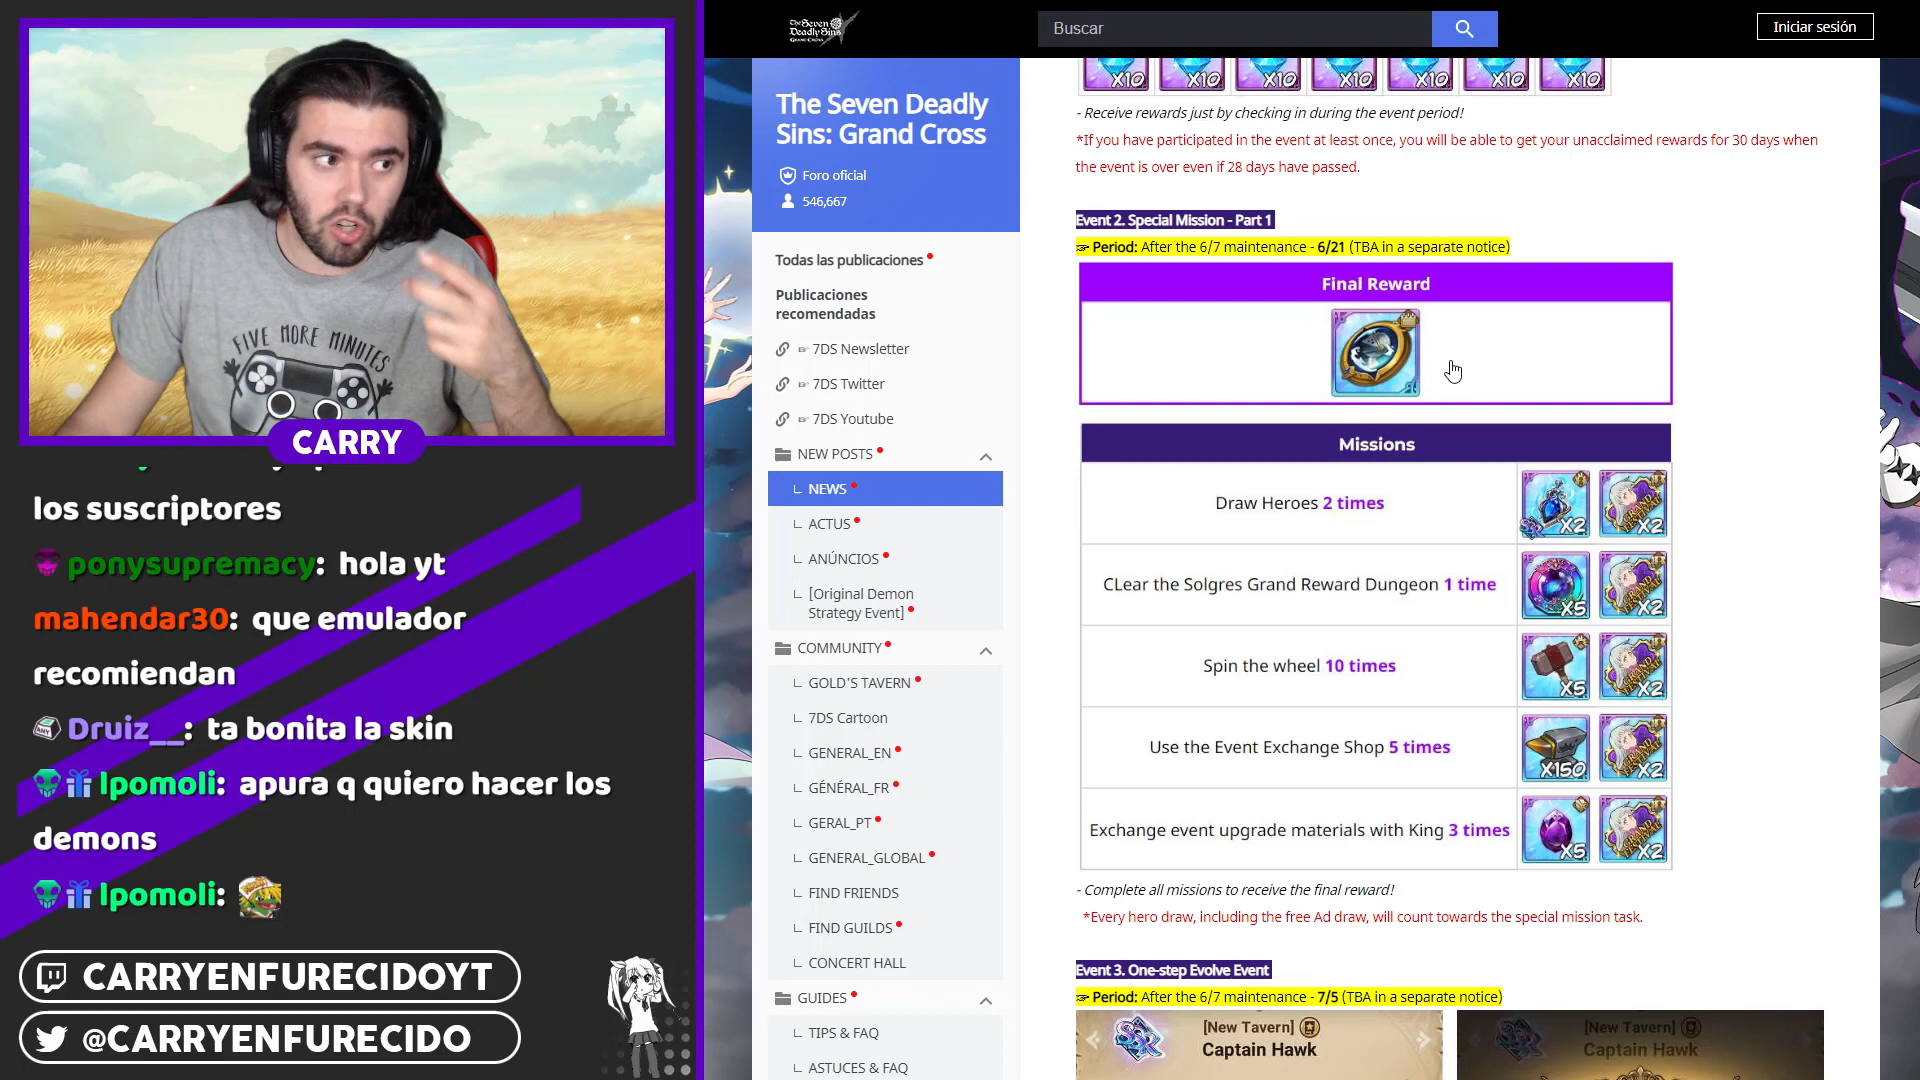 FIVE MORE MINUTES
CARRY
los suscriptores
ponysupremacy: hola yt
mahendar30: que emulador
recomiendan
Druiz__: ta bonita la skin
lpomoli: apura q quiero hacer los
demons
lpomoli:
CARRYENFURECIDOYT
@CARRYENFURECIDO
The Seven
Deadly Sins
GRAND CROSS
Buscar
Iniciar sesión
The Seven Deadly
Sins: Grand Cross
Foro oficial
546,667
Todas las publicaciones
Publicaciones
recomendadas
☞ 7DS Newsletter
☞ 7DS Twitter
☞ 7DS Youtube
NEW POSTS
NEWS
ACTUS
ANÚNCIOS
[Original Demon
Strategy Event]
COMMUNITY
GOLD'S TAVERN
7DS Cartoon
GENERAL_EN
GÉNÉRAL_FR
GERAL_PT
GENERAL_GLOBAL
FIND FRIENDS
FIND GUILDS
CONCERT HALL
GUIDES
TIPS & FAQ
ASTUCES & FAQ
X10 X10 X10 X10 X10 X10 X10
- Receive rewards just by checking in during the event period!
*If you have participated in the event at least once, you will be able to get your unacclaimed rewards for 30 days when
the event is over even if 28 days have passed.
Event 2. Special Mission - Part 1
☞ Period: After the 6/7 maintenance - 6/21 (TBA in a separate notice)
Final Reward
Missions
Draw Heroes 2 times X2 X2
CLear the Solgres Grand Reward Dungeon 1 time X5 X2
Spin the wheel 10 times X5 X2
Use the Event Exchange Shop 5 times X150 X2
Exchange event upgrade materials with King 3 times X5 X2
- Complete all missions to receive the final reward!
*Every hero draw, including the free Ad draw, will count towards the special mission task.
Event 3. One-step Evolve Event
☞ Period: After the 6/7 maintenance - 7/5 (TBA in a separate notice)
[New Tavern]
Captain Hawk
[New Tavern]
Captain Hawk